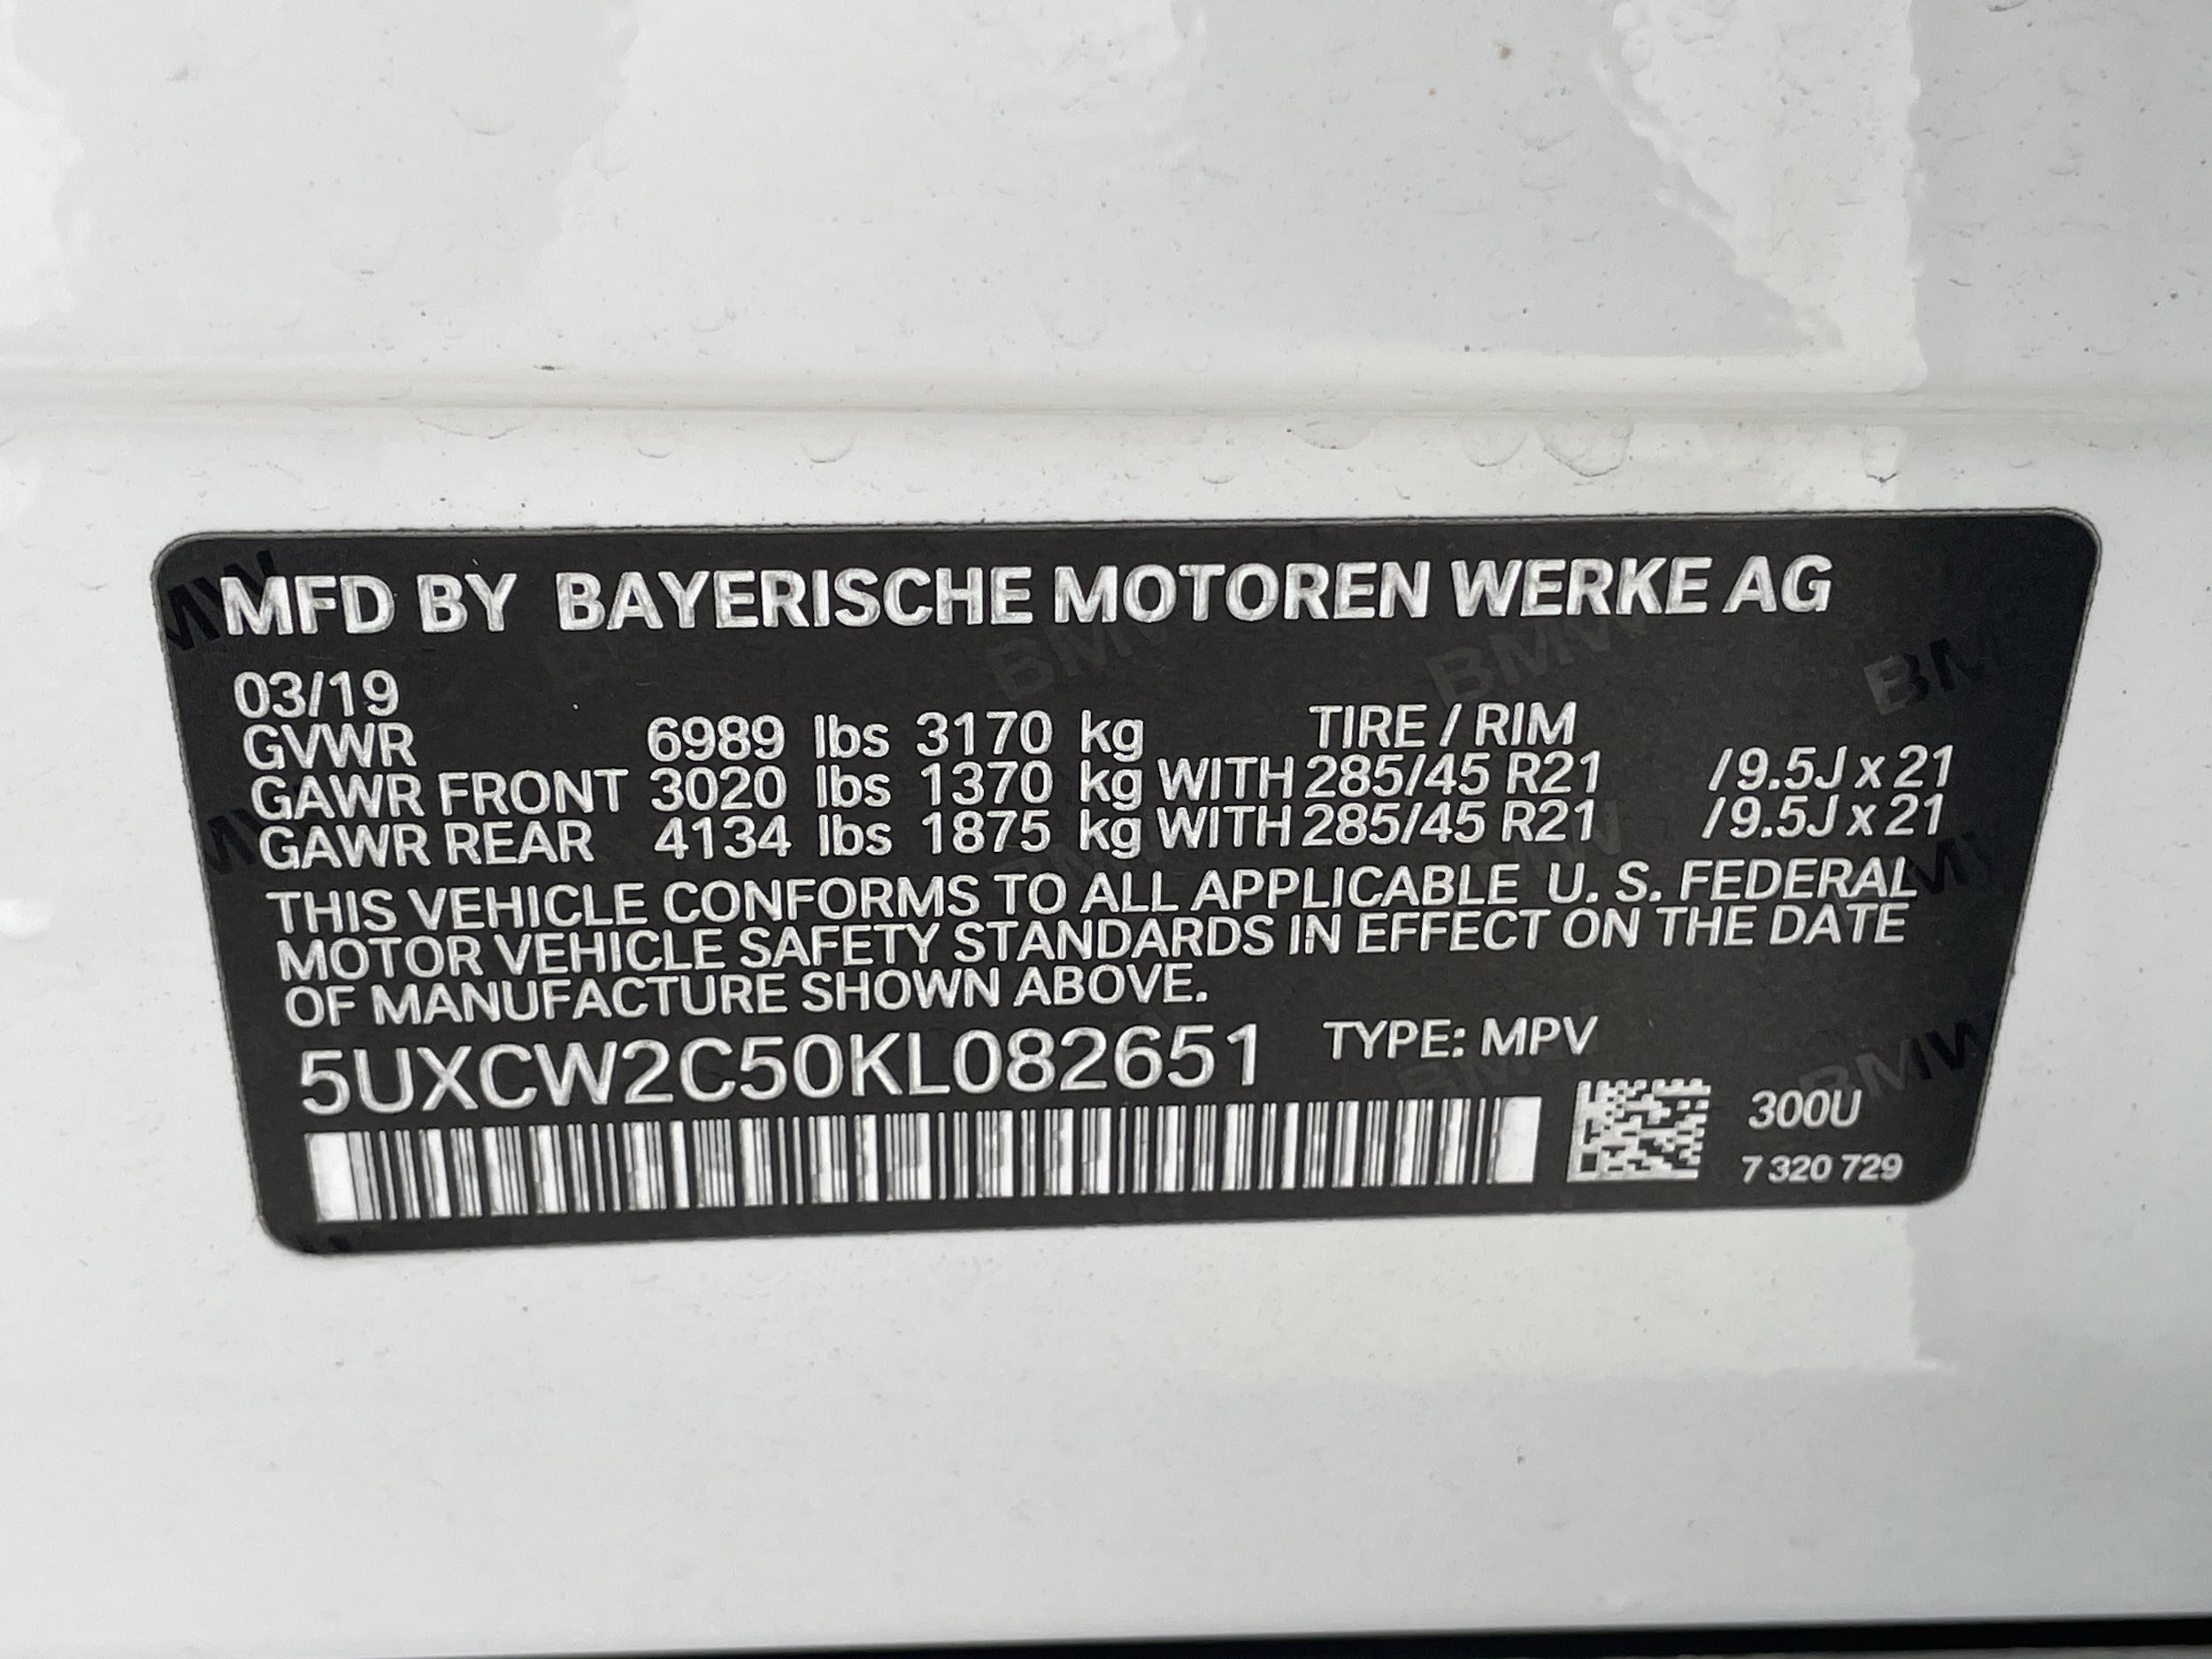 MFD BY BAYERISCHE MOTOREN WERKE AG
03/19
GVWR 6989 lbs 3170 kg TIRE / RIM
GAWR FRONT 3020 lbs 1370 kg WITH 285/45 R21 /9.5J x 21
GAWR REAR 4134 lbs 1875 kg WITH 285/45 R21 /9.5J x 21
THIS VEHICLE CONFORMS TO ALL APPLICABLE U. S. FEDERAL
MOTOR VEHICLE SAFETY STANDARDS IN EFFECT ON THE DATE
OF MANUFACTURE SHOWN ABOVE.
5UXCW2C50KL082651 TYPE: MPV
300U
7 320 729